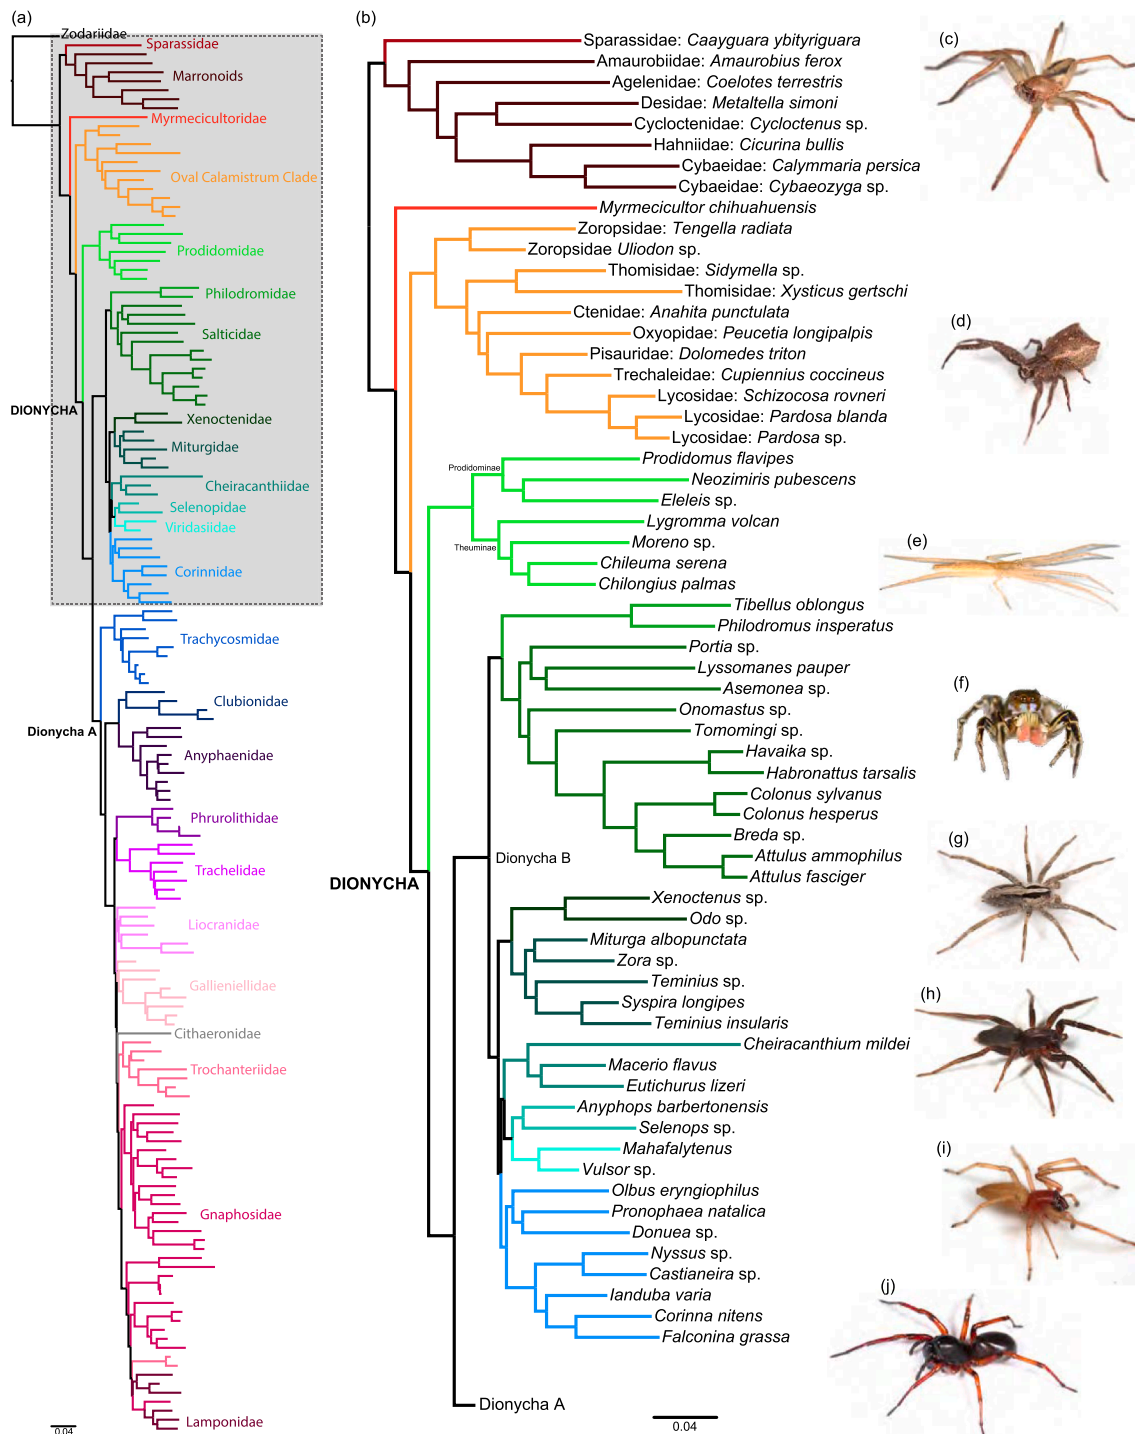 (a)
Zodariidae
Sparassidae
Marronoids
Myrmecicultoridae
Oval Calamistrum Clade
Prodidomidae
Philodromidae
Salticidae
DIONYCHA
Xenoctenidae
Miturgidae
Cheiracanthiidae
Selenopidae
Viridasiidae
Corinnidae
Trachycosmidae
Clubionidae
Dionycha A
Anyphaenidae
Phrurolithidae
Trachelidae
Liocranidae
Gallieniellidae
Cithaeronidae
Trochanteriidae
Gnaphosidae
Lamponidae
0.04
(b)
Sparassidae: Caayguara ybityriguara
Amaurobiidae: Amaurobius ferox
Agelenidae: Coelotes terrestris
Desidae: Metaltella simoni
Cycloctenidae: Cycloctenus sp.
Hahniidae: Cicurina bullis
Cybaeidae: Calymmaria persica
Cybaeidae: Cybaeozyga sp.
Myrmecicultor chihuahuensis
Zoropsidae: Tengella radiata
Zoropsidae Uliodon sp.
Thomisidae: Sidymella sp.
Thomisidae: Xysticus gertschi
Ctenidae: Anahita punctulata
Oxyopidae: Peucetia longipalpis
Pisauridae: Dolomedes triton
Trechaleidae: Cupiennius coccineus
Lycosidae: Schizocosa rovneri
Lycosidae: Pardosa blanda
Lycosidae: Pardosa sp.
Prodidominae
Prodidomus flavipes
Neozimiris pubescens
Eleleis sp.
Theuminae
Lygromma volcan
Moreno sp.
Chileuma serena
Chilongius palmas
Tibellus oblongus
Philodromus insperatus
Portia sp.
Lyssomanes pauper
Asemonea sp.
Onomastus sp.
Tomomingi sp.
Havaika sp.
Habronattus tarsalis
Colonus sylvanus
Colonus hesperus
Breda sp.
Attulus ammophilus
Attulus fasciger
Dionycha B
DIONYCHA
Xenoctenus sp.
Odo sp.
Miturga albopunctata
Zora sp.
Teminius sp.
Syspira longipes
Teminius insularis
Cheiracanthium mildei
Macerio flavus
Eutichurus lizeri
Anyphops barbertonensis
Selenops sp.
Mahafalytenus
Vulsor sp.
Olbus eryngiophilus
Pronophaea natalica
Donuea sp.
Nyssus sp.
Castianeira sp.
Ianduba varia
Corinna nitens
Falconina grassa
Dionycha A
0.04
(c)
(d)
(e)
(f)
(g)
(h)
(i)
(j)